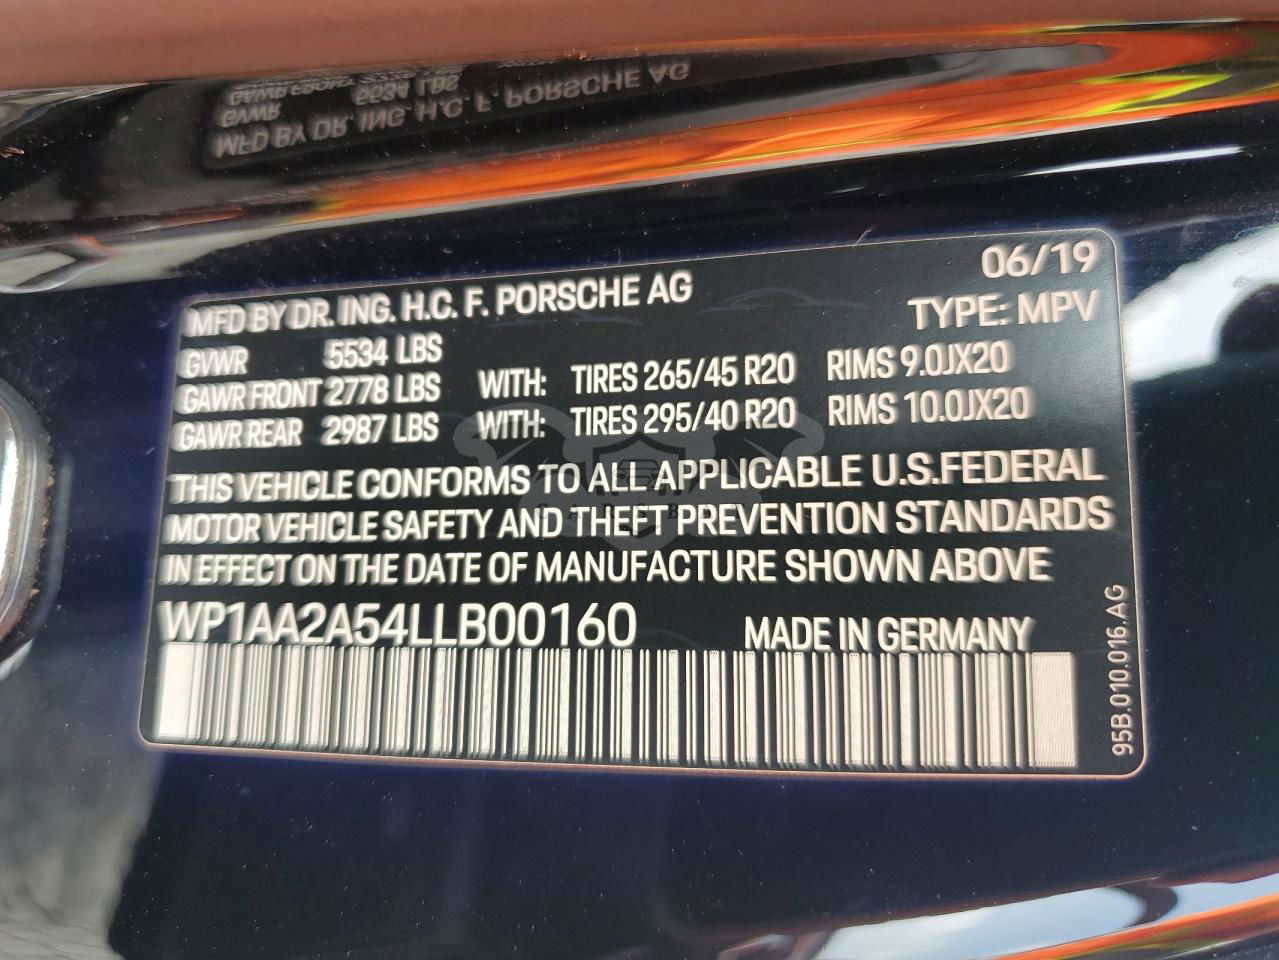 MFD BY DR. ING. H.C. F. PORSCHE AG 06/19
TYPE: MPV
GVWR 5534 LBS
GAWR FRONT 2778 LBS WITH: TIRES 265/45 R20 RIMS 9.0JX20
GAWR REAR 2987 LBS WITH: TIRES 295/40 R20 RIMS 10.0JX20
THIS VEHICLE CONFORMS TO ALL APPLICABLE U.S.FEDERAL
MOTOR VEHICLE SAFETY AND THEFT PREVENTION STANDARDS
IN EFFECT ON THE DATE OF MANUFACTURE SHOWN ABOVE
WP1AA2A54LLB00160 MADE IN GERMANY
95B.010.016.AG